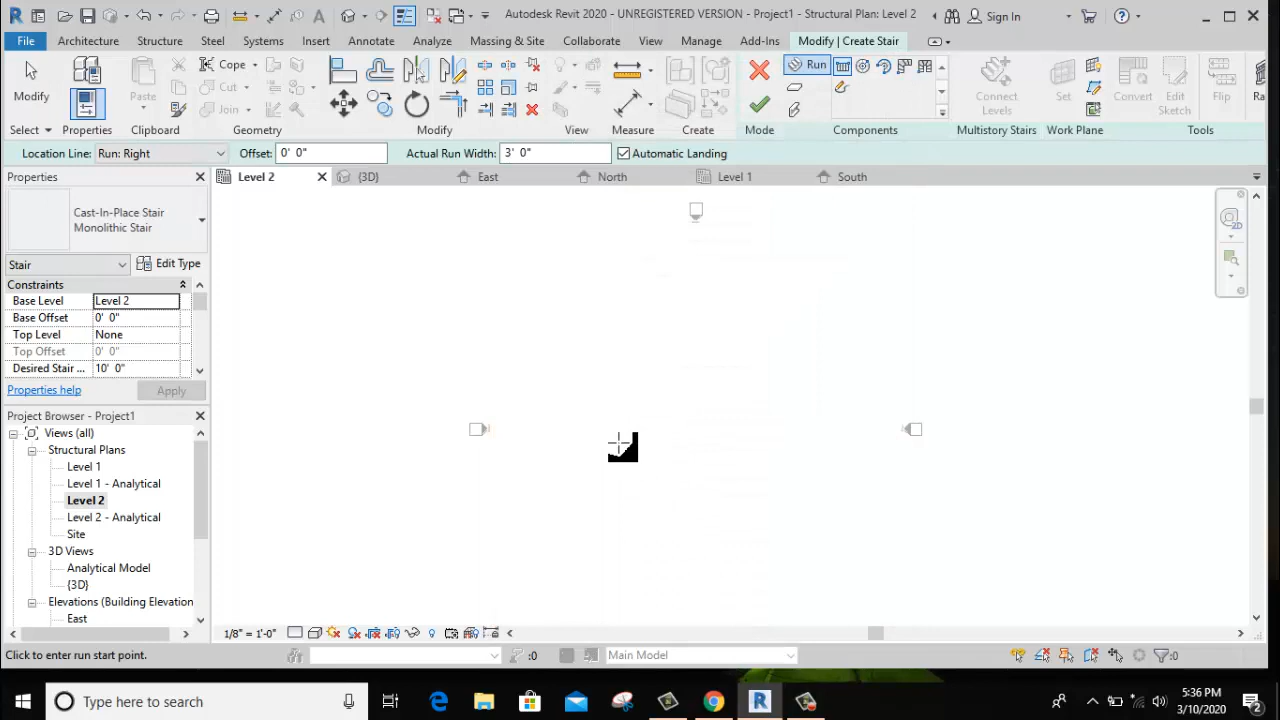 Autodesk Revit 2020 - UNREGISTERED VERSION - Project1 - Structural Plan: Level 2
Sign In
File Architecture Structure Steel Systems Insert Annotate Analyze Massing & Site Collaborate View Manage Add-Ins Modify | Create Stair
Modify
Paste
Cope
Cut
Join
Run
Connect
Levels
Set
Convert
Edit
Sketch
Flip
Select Properties Clipboard Geometry Modify View Measure Create Mode Components Multistory Stairs Work Plane Tools
Location Line: Run: Right Offset: 0' 0" Actual Run Width: 3' 0" Automatic Landing
Properties
Level 2 {3D} East North Level 1 South
Cast-In-Place Stair
Monolithic Stair
Stair Edit Type
Constraints
Base Level Level 2
Base Offset 0' 0"
Top Level None
Top Offset 0' 0"
Desired Stair ... 10' 0"
Properties help Apply
Project Browser - Project1
Views (all)
Structural Plans
Level 1
Level 1 - Analytical
Level 2
Level 2 - Analytical
Site
3D Views
Analytical Model
{3D}
Elevations (Building Elevation
East
2D
1/8" = 1'-0"
Click to enter run start point.
:0 Main Model :0
Type here to search
5:36 PM
3/10/2020
2